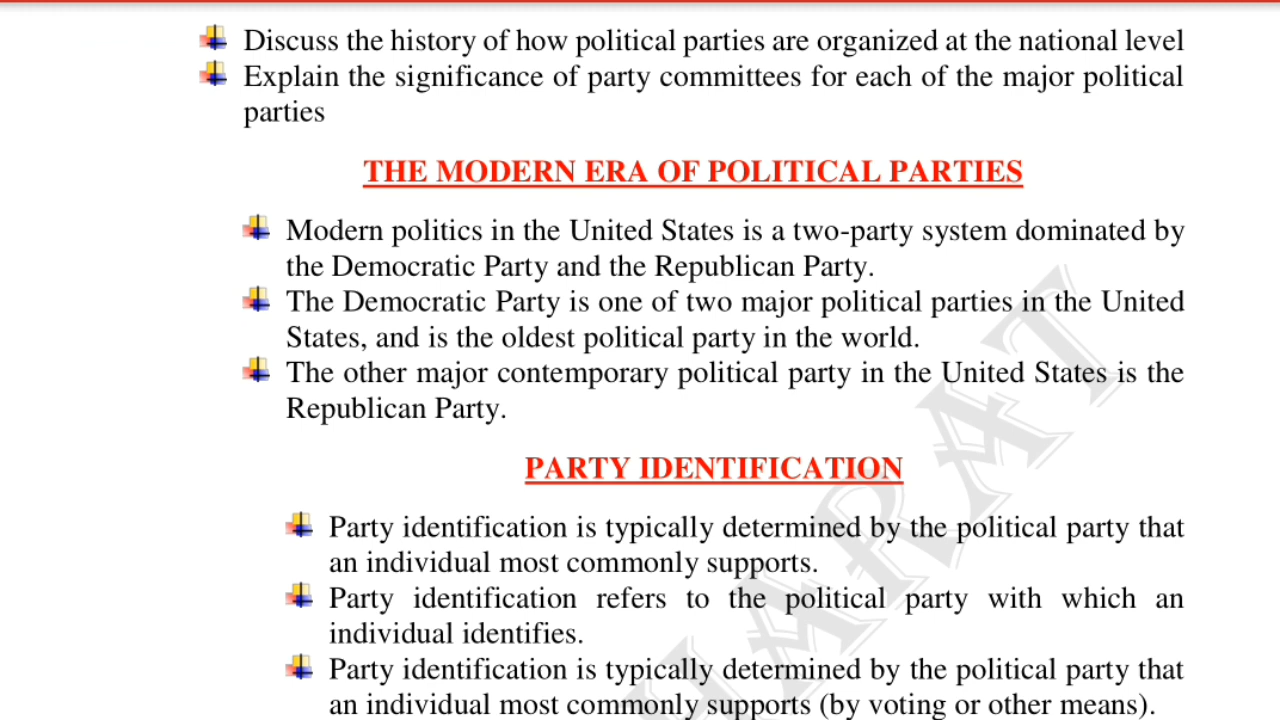 Discuss the history of how political parties are organized at the national level
Explain the significance of party committees for each of the major political
parties
THE MODERN ERA OF POLITICAL PARTIES
Modern politics in the United States is a two-party system dominated by
the Democratic Party and the Republican Party.
The Democratic Party is one of two major political parties in the United
States, and is the oldest political party in the world.
The other major contemporary political party in the United States is the
Republican Party.
PARTY IDENTIFICATION
Party identification is typically determined by the political party that
an individual most commonly supports.
Party identification refers to the political party with which an
individual identifies.
Party identification is typically determined by the political party that
an individual most commonly supports (by voting or other means).